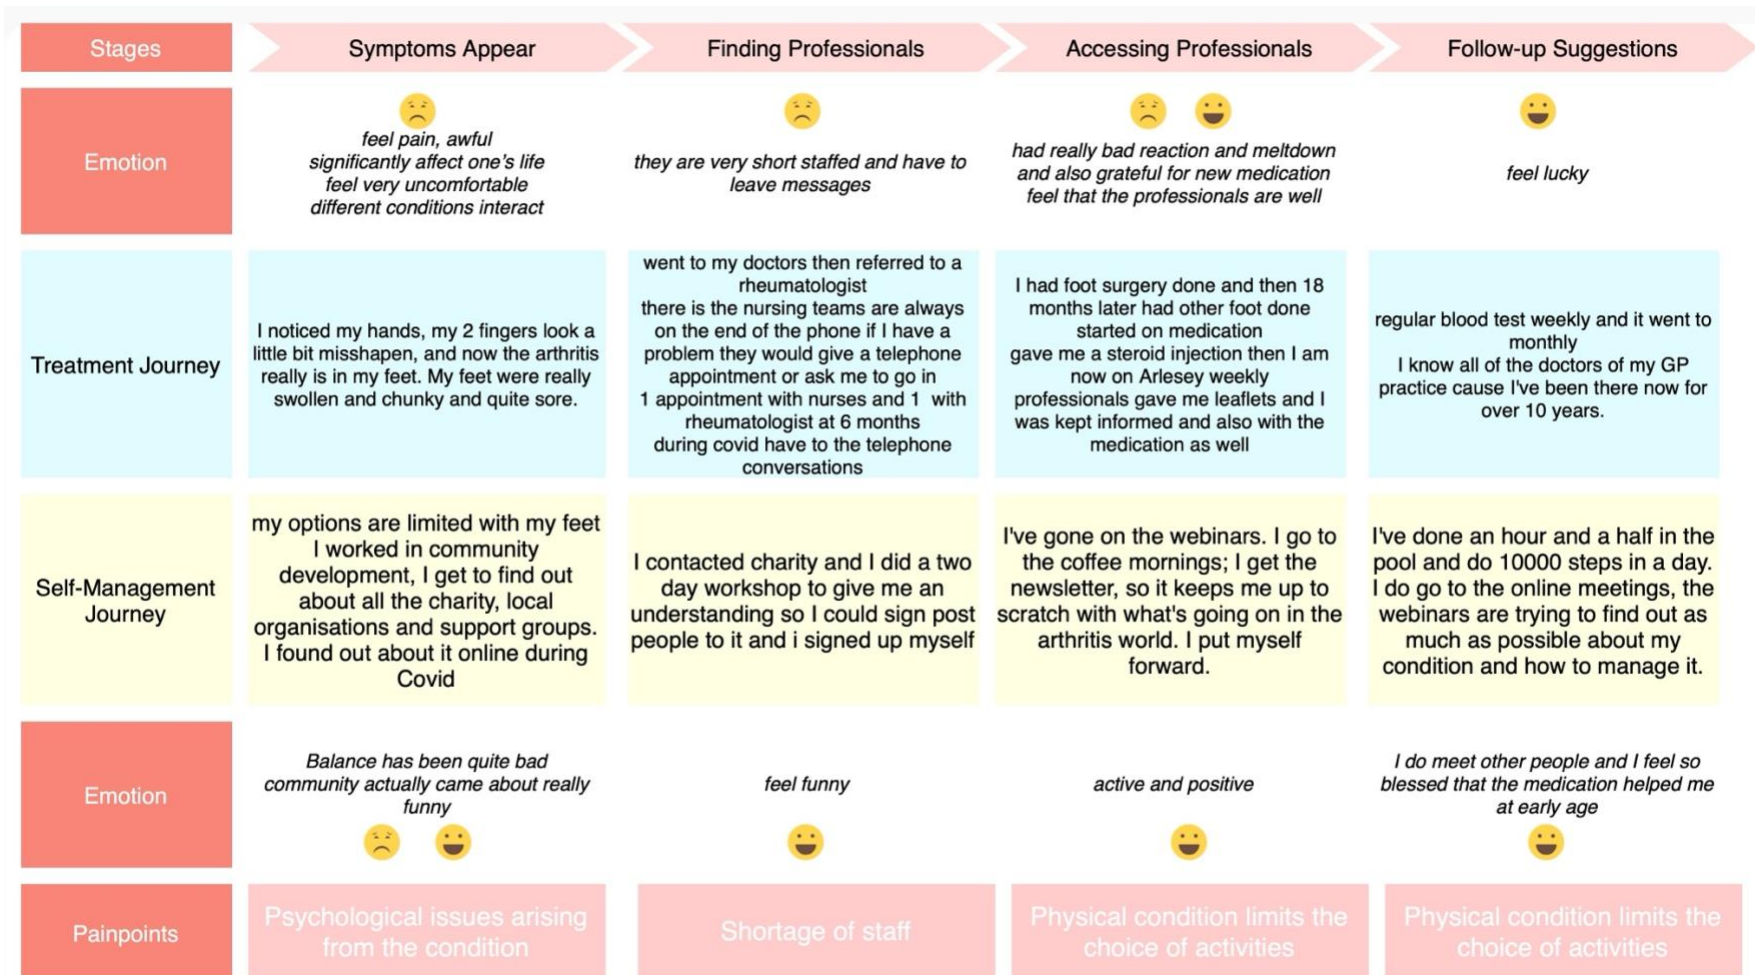 Stages
Symptoms Appear
Finding Professionals
Accessing Professionals
Follow-up Suggestions
Emotion
feel pain, awful
significantly affect one's life
feel very uncomfortable
different conditions interact
they are very short staffed and have to
leave messages
had really bad reaction and meltdown
and also grateful for new medication
feel that the professionals are well
feel lucky
Treatment Journey
I noticed my hands, my 2 fingers look a
little bit misshapen, and now the arthritis
really is in my feet. My feet were really
swollen and chunky and quite sore.
went to my doctors then referred to a
rheumatologist
there is the nursing teams are always
on the end of the phone if I have a
problem they would give a telephone
appointment or ask me to go in
1 appointment with nurses and 1 with
rheumatologist at 6 months
during covid have to the telephone
conversations
I had foot surgery done and then 18
months later had other foot done
started on medication
gave me a steroid injection then I am
now on Arlesey weekly
professionals gave me leaflets and I
was kept informed and also with the
medication as well
regular blood test weekly and it went to
monthly
I know all of the doctors of my GP
practice cause I've been there now for
over 10 years.
Self-Management
Journey
my options are limited with my feet
I worked in community
development, I get to find out
about all the charity, local
organisations and support groups.
I found out about it online during
Covid
I contacted charity and I did a two
day workshop to give me an
understanding so I could sign post
people to it and i signed up myself
I've gone on the webinars. I go to
the coffee mornings; I get the
newsletter, so it keeps me up to
scratch with what's going on in the
arthritis world. I put myself
forward.
I've done an hour and a half in the
pool and do 10000 steps in a day.
I do go to the online meetings, the
webinars are trying to find out as
much as possible about my
condition and how to manage it.
Emotion
Balance has been quite bad
community actually came about really
funny
feel funny
active and positive
I do meet other people and I feel so
blessed that the medication helped me
at early age
Painpoints
Psychological issues arising
from the condition
Shortage of staff
Physical condition limits the
choice of activities
Physical condition limits the
choice of activities